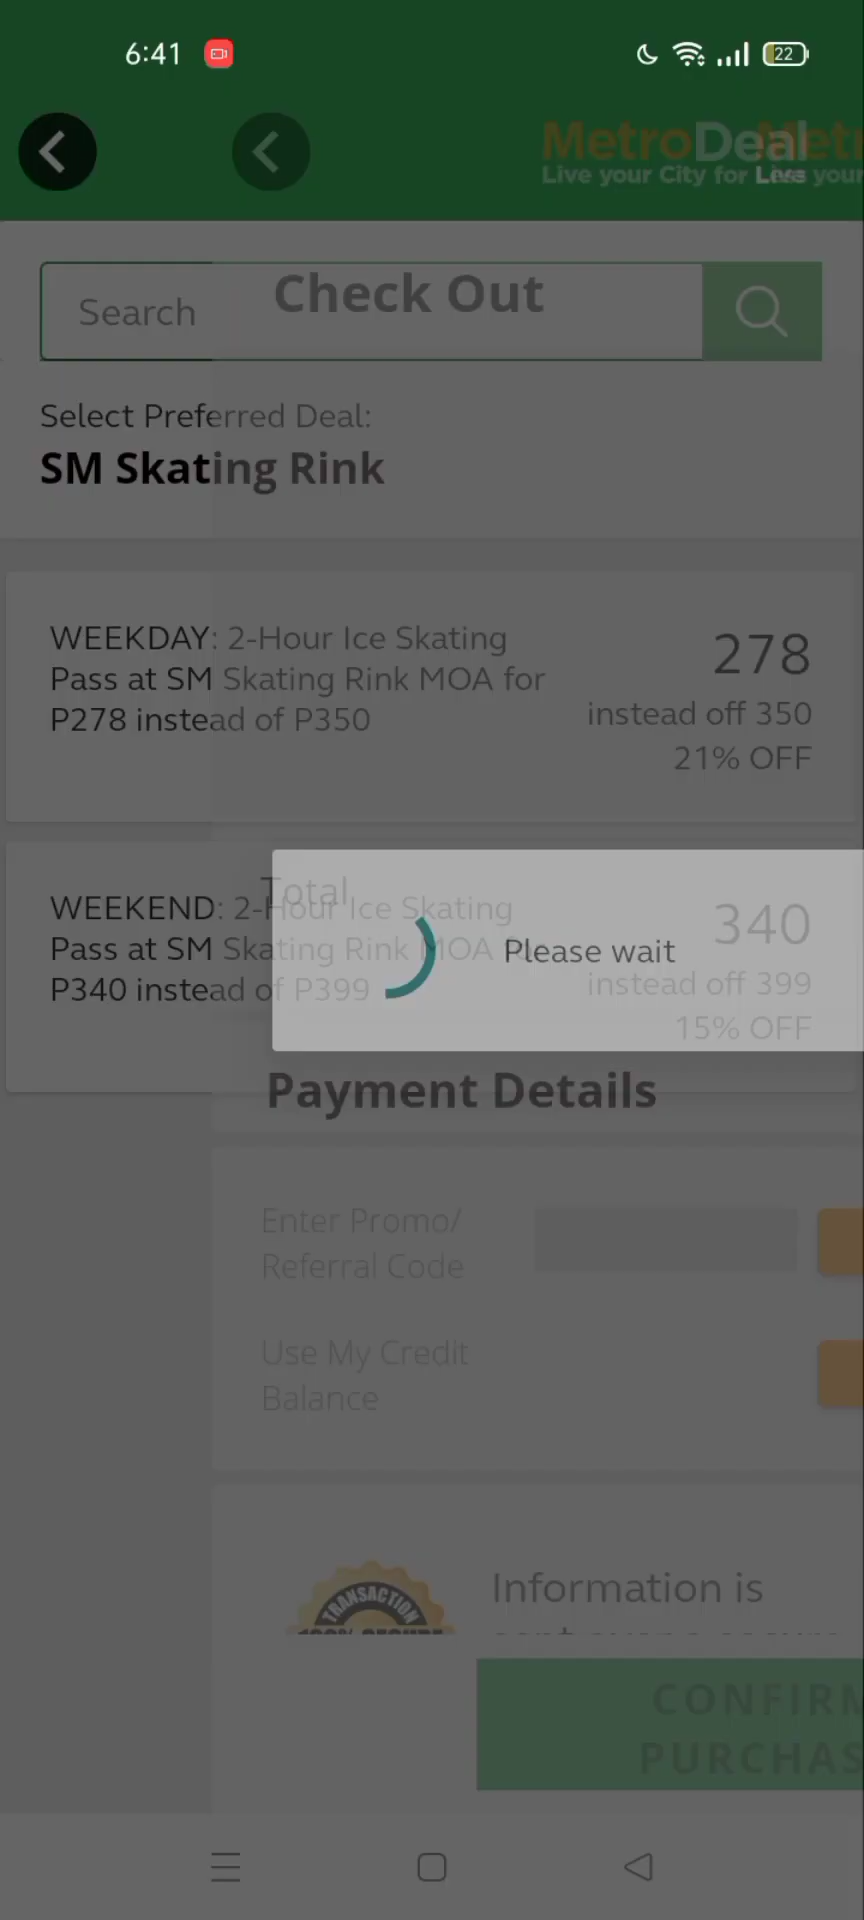 6:41
22
MetroDeal
Live your City for Less
Search
Check Out
Select Preferred Deal:
SM Skating Rink
WEEKDAY: 2-Hour Ice Skating
Pass at SM Skating Rink MOA for
P278 instead of P350
278
instead off 350
21% OFF
Total
WEEKEND: 2-Hour Ice Skating
Pass at SM Skating Rink MOA for
P340 instead of P399
340
instead off 399
15% OFF
Please wait
Payment Details
Enter Promo/
Referral Code
Use My Credit
Balance
TRANSACTION
100% SECURE
Information is
CONFIRM
PURCHAS